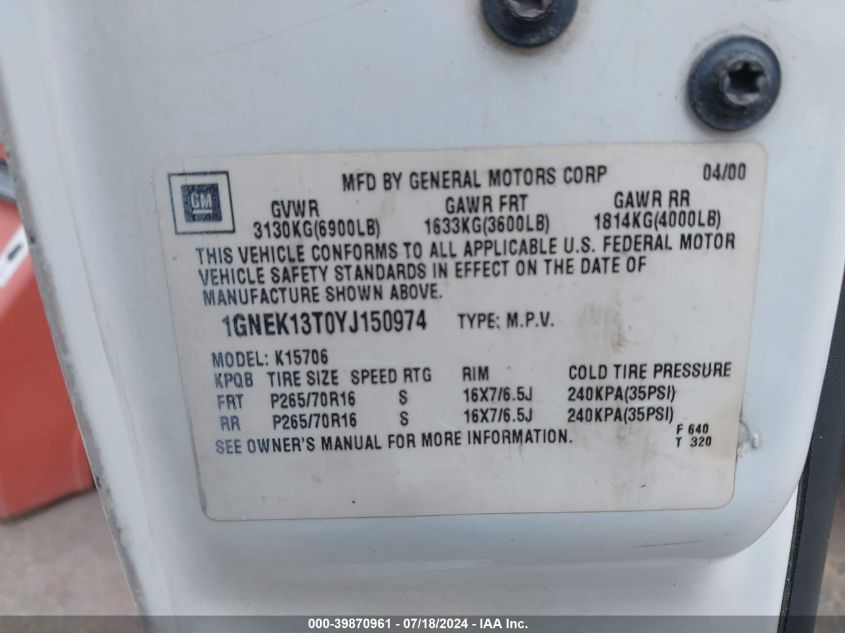 MFD BY GENERAL MOTORS CORP 04/00
GM
GVWR GAWR FRT GAWR RR
3130KG(6900LB) 1633KG(3600LB) 1814KG(4000LB)
THIS VEHICLE CONFORMS TO ALL APPLICABLE U.S. FEDERAL MOTOR
VEHICLE SAFETY STANDARDS IN EFFECT ON THE DATE OF
MANUFACTURE SHOWN ABOVE.
1GNEK13T0YJ150974 TYPE: M.P.V.
MODEL: K15706
KPQB TIRE SIZE SPEED RTG RIM COLD TIRE PRESSURE
FRT P265/70R16 S 16X7/6.5J 240KPA(35PSI)
RR P265/70R16 S 16X7/6.5J 240KPA(35PSI)
SEE OWNER'S MANUAL FOR MORE INFORMATION.
F 640
T 320
000-39870961 - 07/18/2024 - IAA Inc.